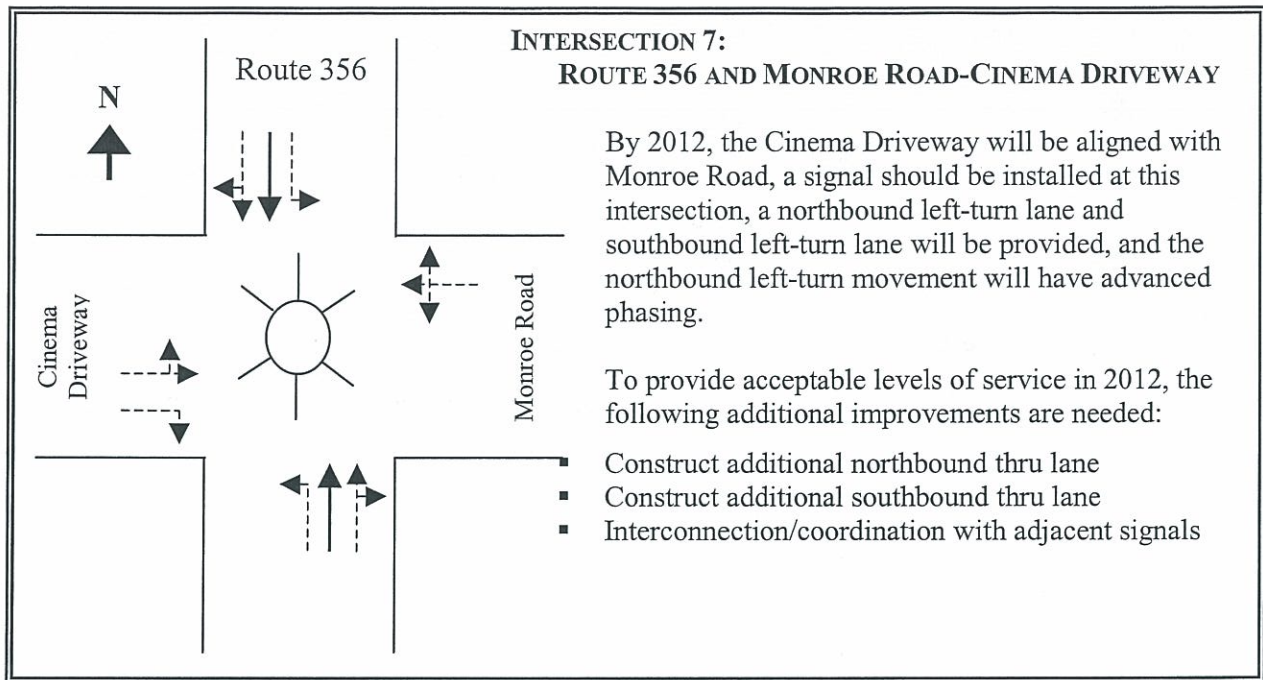 INTERSECTION 7:
ROUTE 356 AND MONROE ROAD-CINEMA DRIVEWAY
Route 356
N
Cinema
Driveway
Monroe Road
By 2012, the Cinema Driveway will be aligned with
Monroe Road, a signal should be installed at this
intersection, a northbound left-turn lane and
southbound left-turn lane will be provided, and the
northbound left-turn movement will have advanced
phasing.
To provide acceptable levels of service in 2012, the
following additional improvements are needed:
▪ Construct additional northbound thru lane
▪ Construct additional southbound thru lane
▪ Interconnection/coordination with adjacent signals